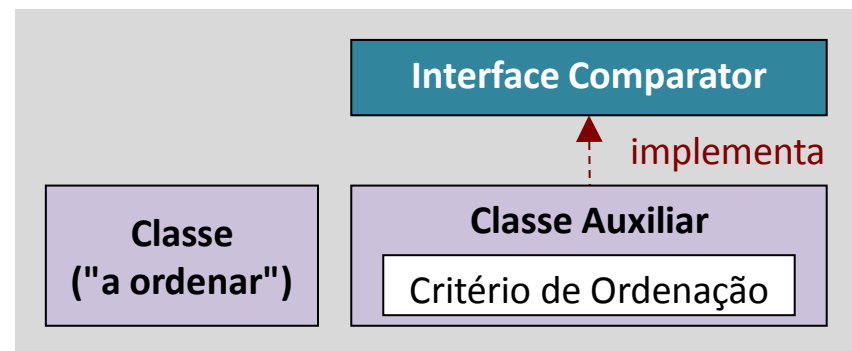 Interface Comparator
implementa
Classe
("a ordenar")
Classe Auxiliar
Critério de Ordenação